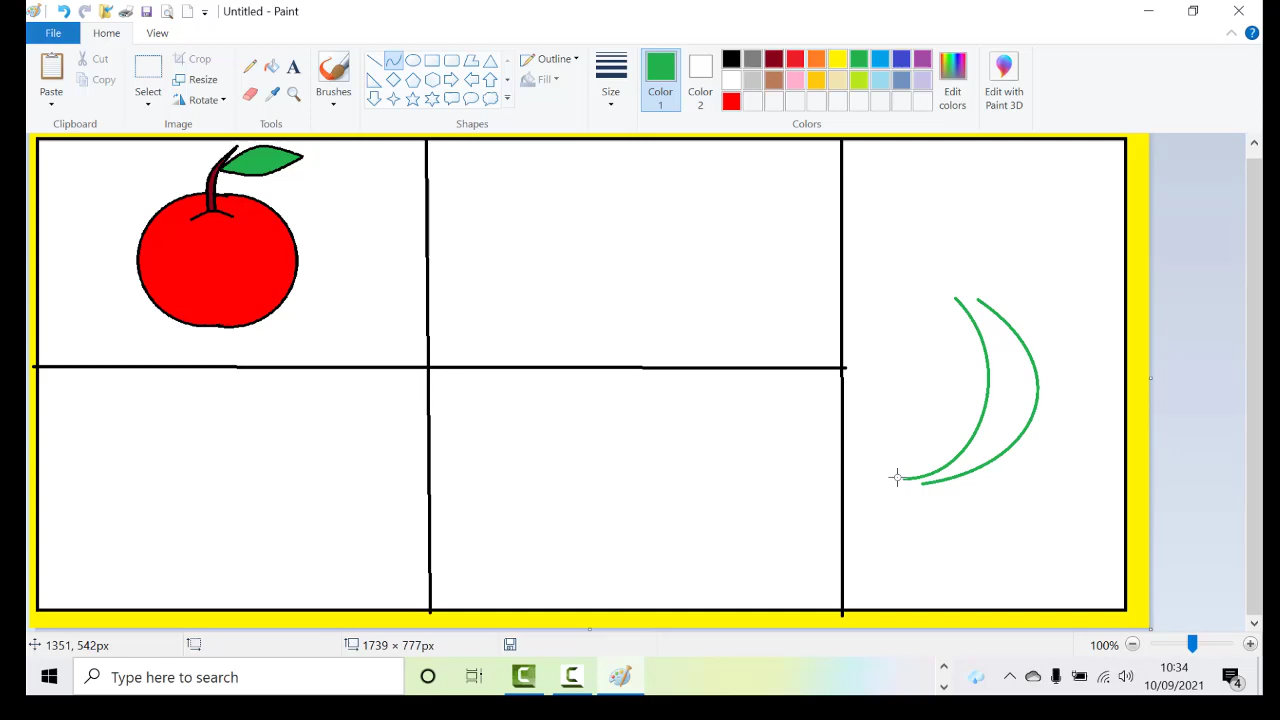 Untitled - Paint
File
Home
View
Paste
Cut
Copy
Clipboard
Select
Crop
Resize
Rotate
Image
A
Tools
Brushes
Outline
Fill
Shapes
Size
Color
1
Color
2
Edit
colors
Colors
Edit with
Paint 3D
1351, 542px
1739 × 777px
100%
Type here to search
10:34
10/09/2021
4